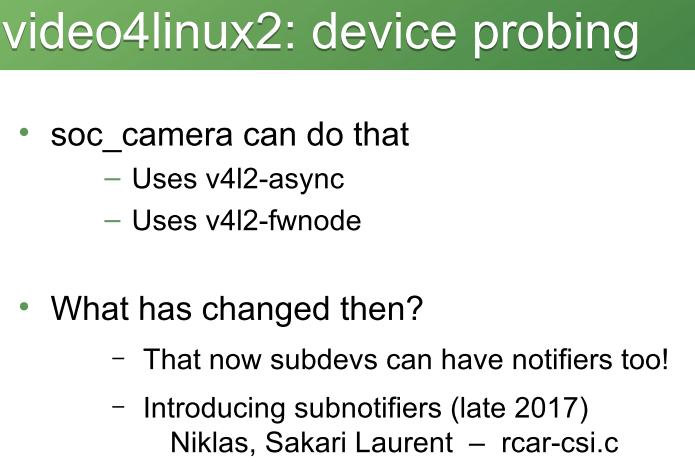 video4linux2: device probing
• soc_camera can do that
– Uses v4l2-async
– Uses v4l2-fwnode
• What has changed then?
– That now subdevs can have notifiers too!
– Introducing subnotifiers (late 2017)
Niklas, Sakari Laurent – rcar-csi.c